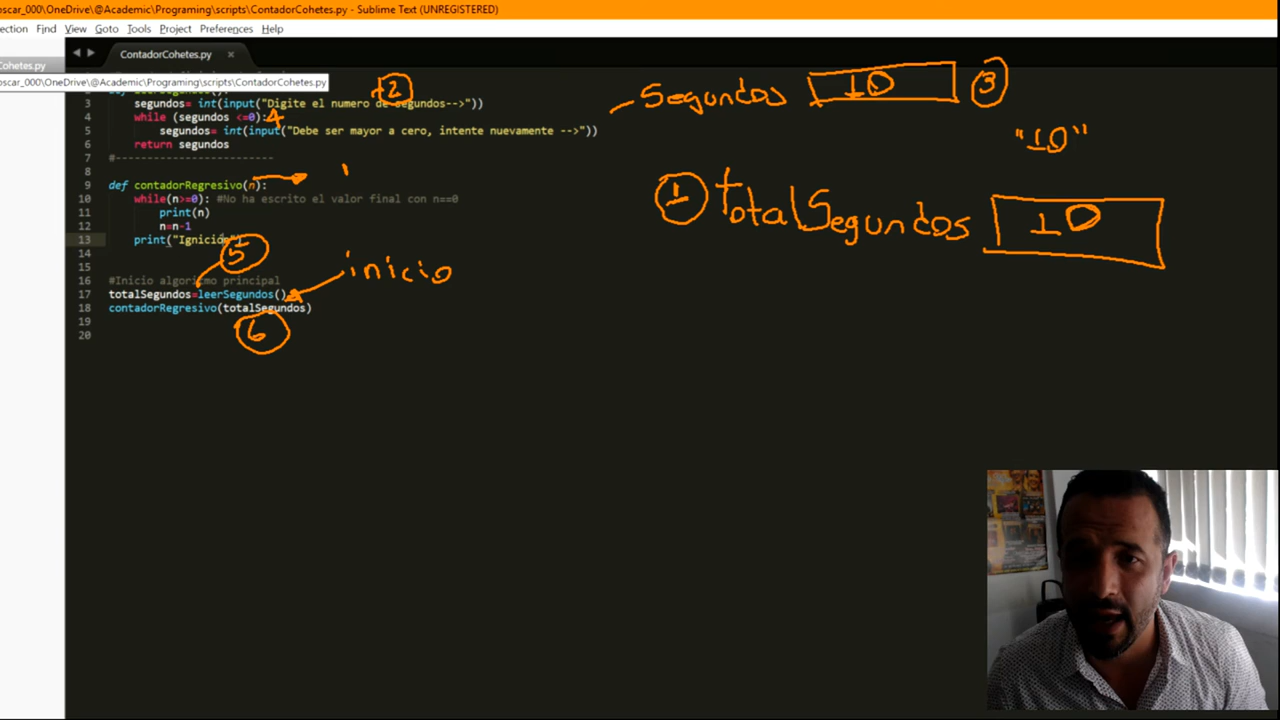 oscar_000\OneDrive\@Academic\Programing\scripts\ContadorCohetes.py - Sublime Text (UNREGISTERED)
ection Find View Goto Tools Project Preferences Help
Cohetes.py
ContadorCohetes.py ×
oscar_000\OneDrive\@Academic\Programing\scripts\ContadorCohetes.py
2
3 segundos= int(input("Digite el numero de segundos-->"))
4 while (segundos <=0):
4
5 segundos= int(input("Debe ser mayor a cero, intente nuevamente -->"))
6 return segundos
7 #-------------------------
8
9 def contadorRegresivo(n):
10 while(n>=0): #No ha escrito el valor final con n==0
11 print(n)
12 n=n-1
13 print("Ignicion")
14
15
16 #Inicio algoritmo principal
17 totalSegundos=leerSegundos()
18 contadorRegresivo(totalSegundos)
19
20
5
inicio
6
Segundos 10 3
"10"
1 totalSegundos 10